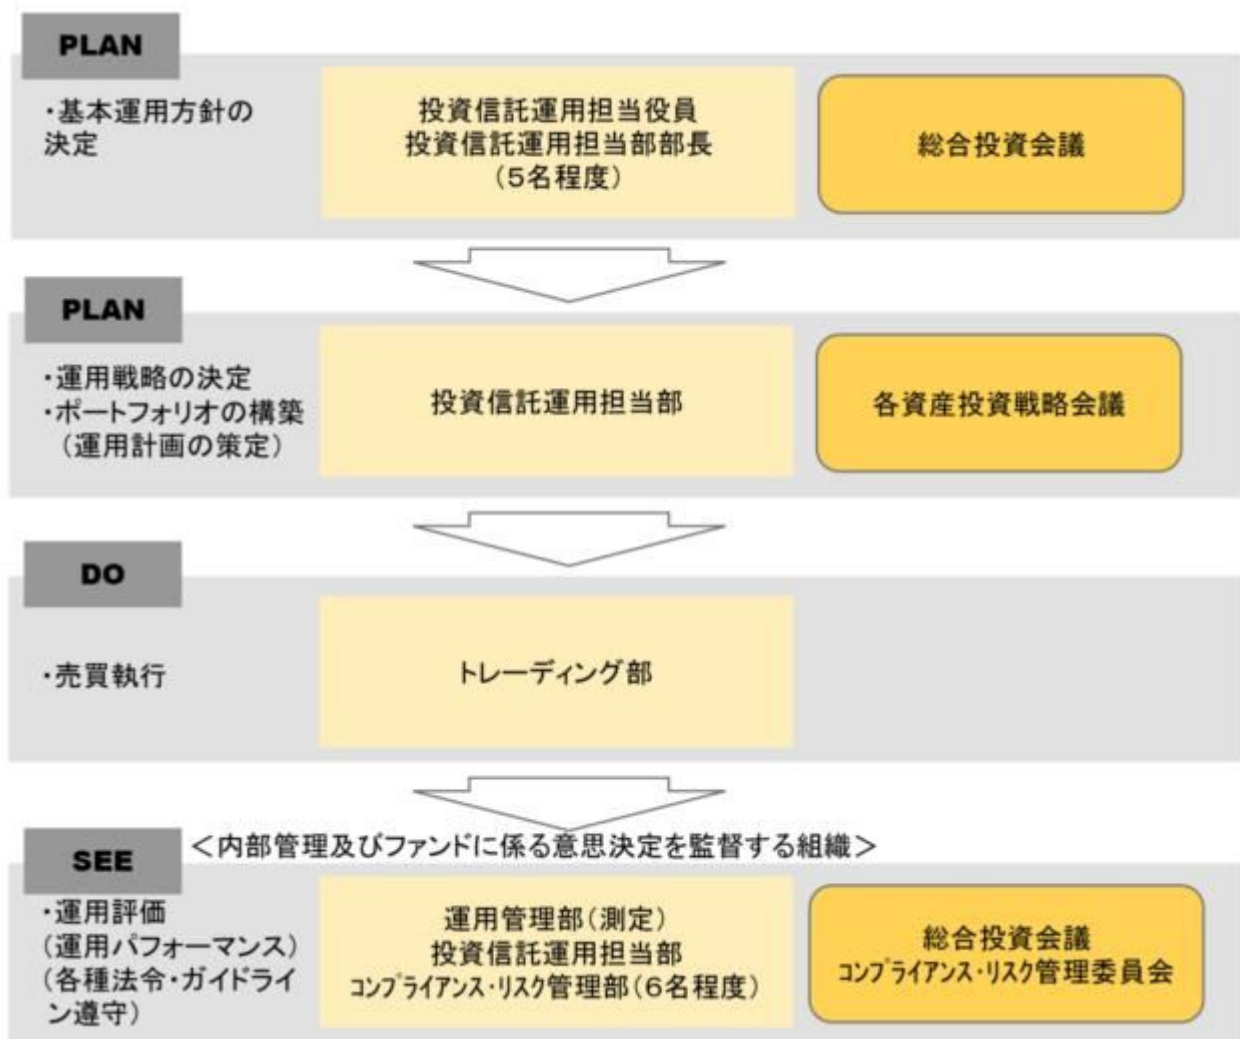 PLAN
・基本運用方針の
決定
投資信託運用担当役員
投資信託運用担当部部長
(5名程度)
総合投資会議
PLAN
・運用戦略の決定
・ポートフォリオの構築
(運用計画の策定)
投資信託運用担当部
各資産投資戦略会議
DO
・売買執行
トレーディング部
<内部管理及びファンドに係る意思決定を監督する組織>
SEE
・運用評価
(運用パフォーマンス)
(各種法令・ガイドライ
ン遵守)
運用管理部(測定)
投資信託運用担当部
コンプライアンス・リスク管理部(6名程度)
総合投資会議
コンプライアンス・リスク管理委員会